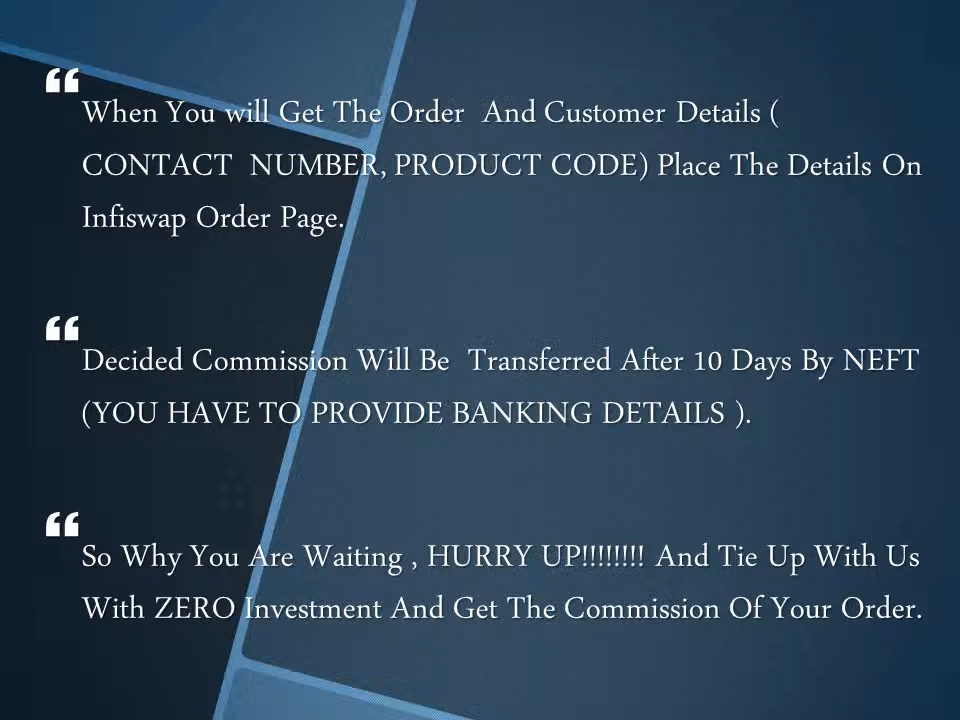 “When You will Get The Order And Customer Details (
CONTACT NUMBER, PRODUCT CODE) Place The Details On
Infiswap Order Page.
“Decided Commission Will Be Transferred After 10 Days By NEFT
(YOU HAVE TO PROVIDE BANKING DETAILS ).
“So Why You Are Waiting , HURRY UP!!!!!!!! And Tie Up With Us
With ZERO Investment And Get The Commission Of Your Order.